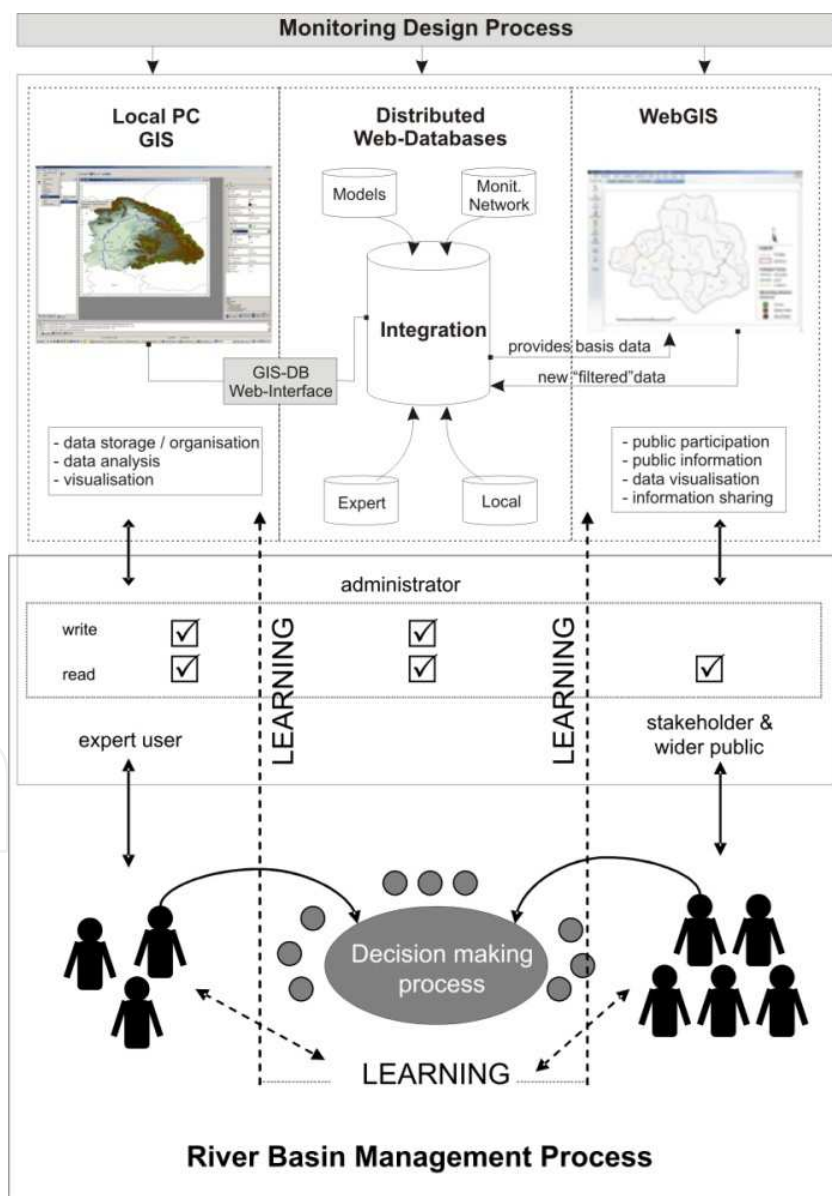 Monitoring Design Process
Local PC
GIS
Distributed
Web-Databases
WebGIS
Models
Monit.
Network
Integration
GIS-DB
Web-Interface
provides basis data
new "filtered"data
- data storage / organisation
- data analysis
- visualisation
Expert
Local
- public participation
- public information
- data visualisation
- information sharing
administrator
write
read
LEARNING
LEARNING
expert user
stakeholder &
wider public
Decision making
process
LEARNING
River Basin Management Process